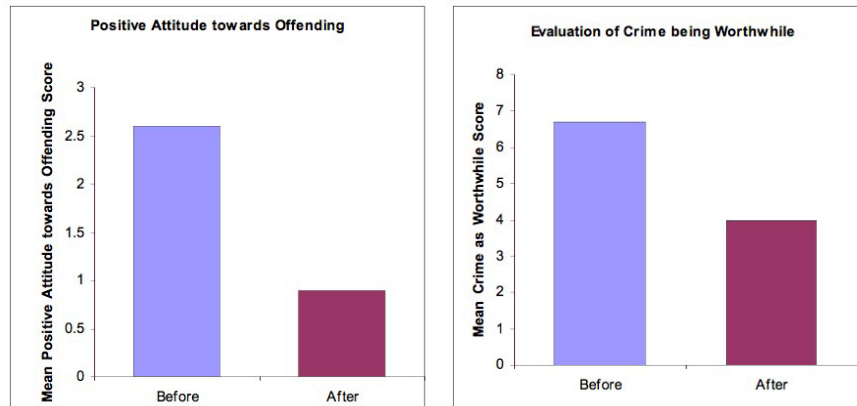 Positive Attitude towards Offending
Mean Positive Attitude towards Offending Score
3
2.5
2
1.5
1
0.5
0
Before After
Evaluation of Crime being Worthwhile
Mean Crime as Worthwhile Score
8
7
6
5
4
3
2
1
0
Before After